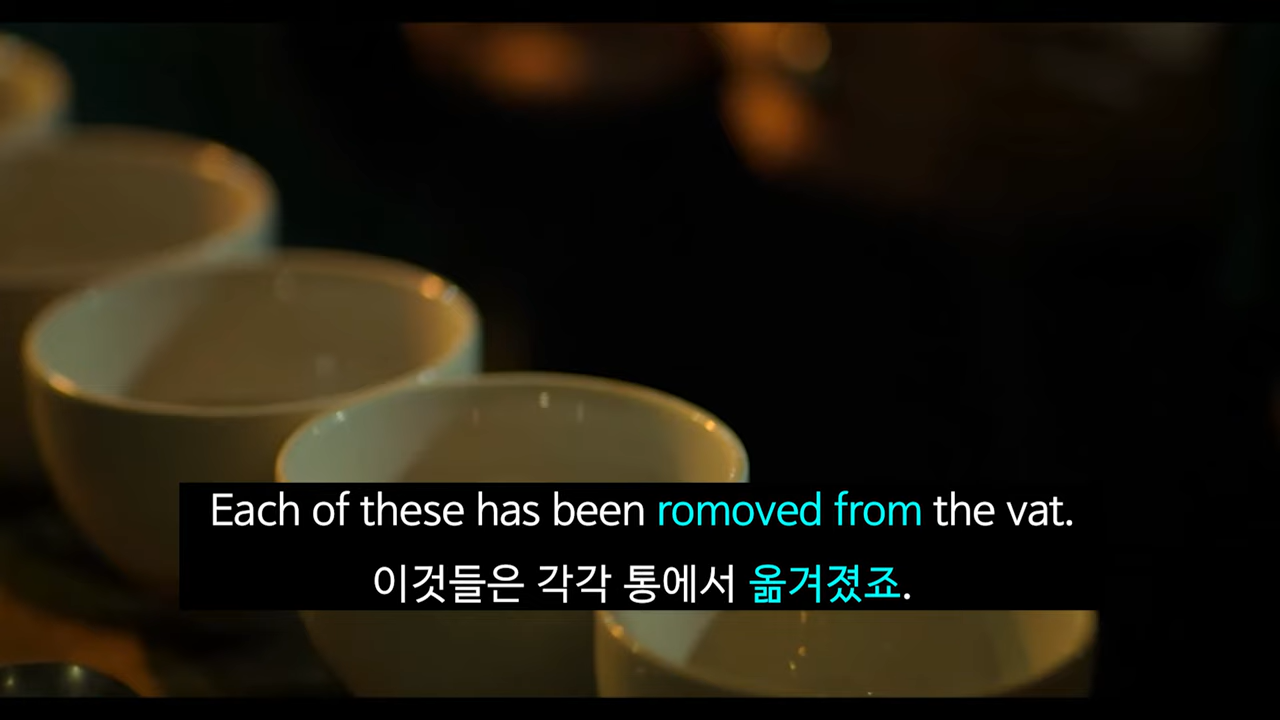 Each of these has been romoved from the vat.
이것들은 각각 통에서 옮겨졌죠.